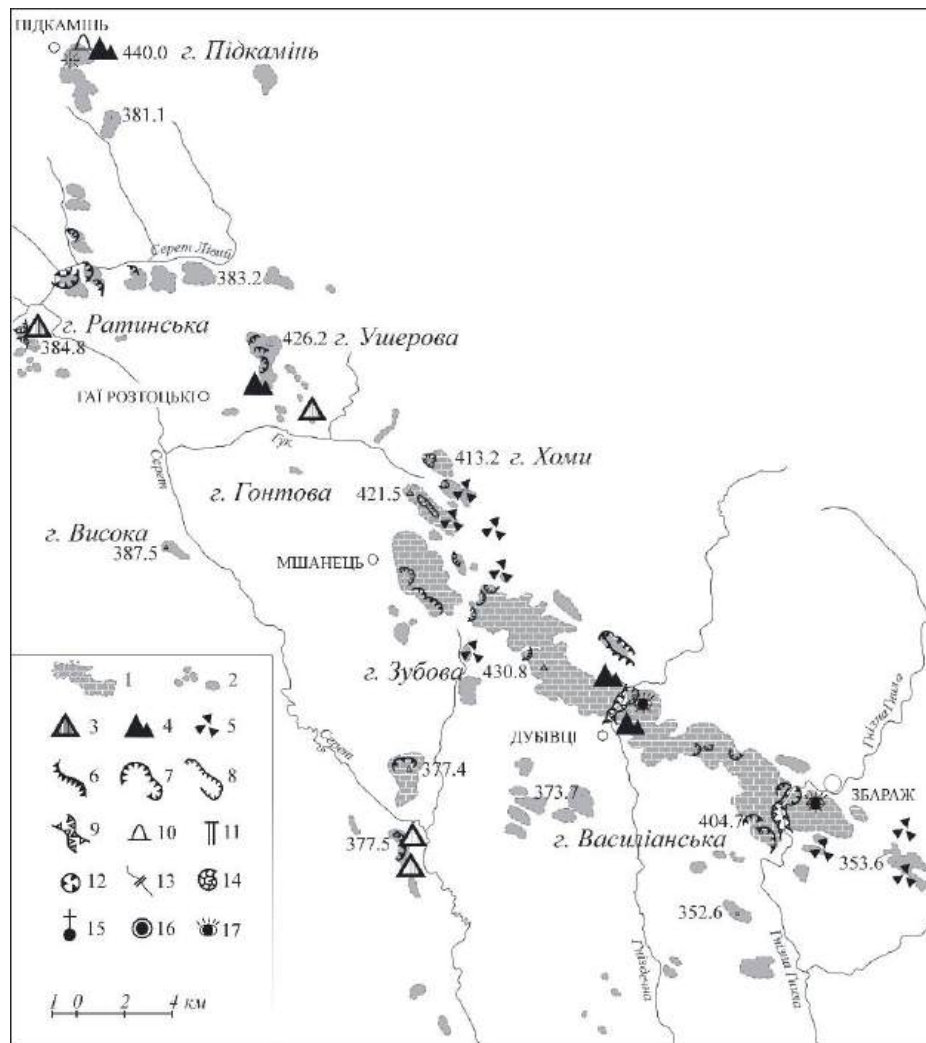 ПІДКАМІНЬ
440.0 г. Підкамінь
381.1
Серет Лівий
383.2
г. Ратинська
384.8
426.2 г. Ушерова
ГАЇ РОЗТОЦЬКІ
Гук
Серет
413.2 г. Хоми
г. Гонтова
421.5
г. Висока
387.5
МШАНЕЦЬ
г. Зубова
430.8
Гнізна Гнила
ДУБІВЦІ
Серет
377.4
373.7
ЗБАРАЖ
404.7
г. Василіанська
377.5
353.6
352.6
Гніздечна
Гнізна Гнила
1 2
3 4 5
6 7 8
9 10 11
12 13 14
15 16 17
1 0 2 4 км